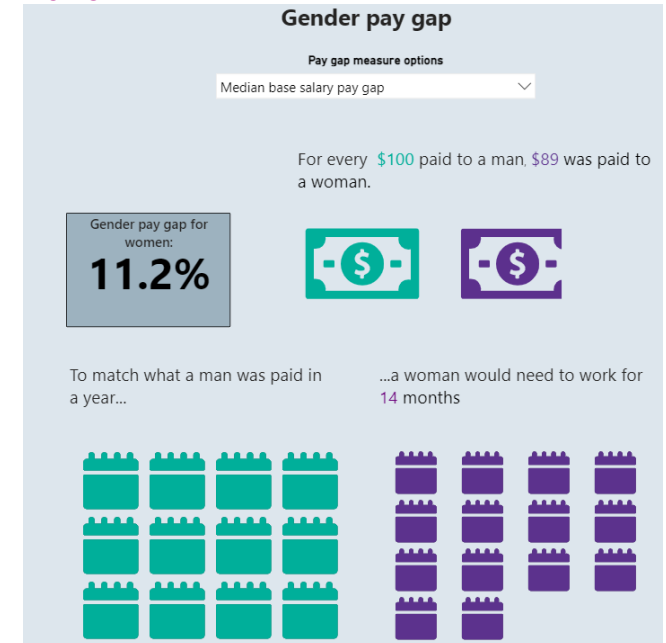 Gender pay gap
Pay gap measure options
Median base salary pay gap
For every $100 paid to a man, $89 was paid to
a woman.
Gender pay gap for
women:
11.2%
$
$
To match what a man was paid in
a year...
...a woman would need to work for
14 months